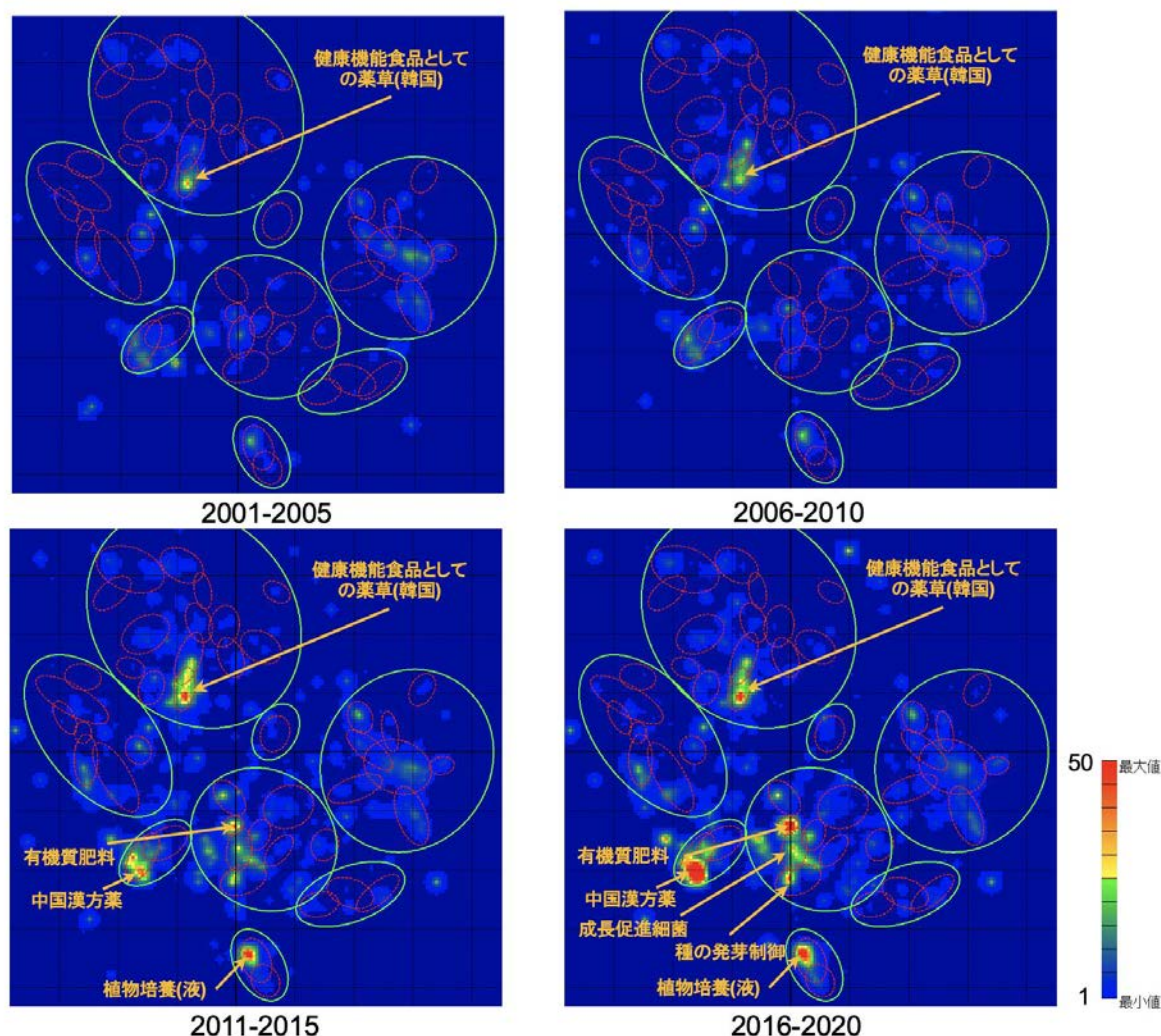 健康機能食品として
の薬草(韓国)
健康機能食品として
の薬草(韓国)
2001-2005
2006-2010
健康機能食品として
の薬草(韓国)
有機質肥料
中国漢方薬
植物培養(液)
2011-2015
健康機能食品として
の薬草(韓国)
有機質肥料
中国漢方薬
成長促進細菌
種の発芽制御
植物培養(液)
2016-2020
50 最大値
1 最小値